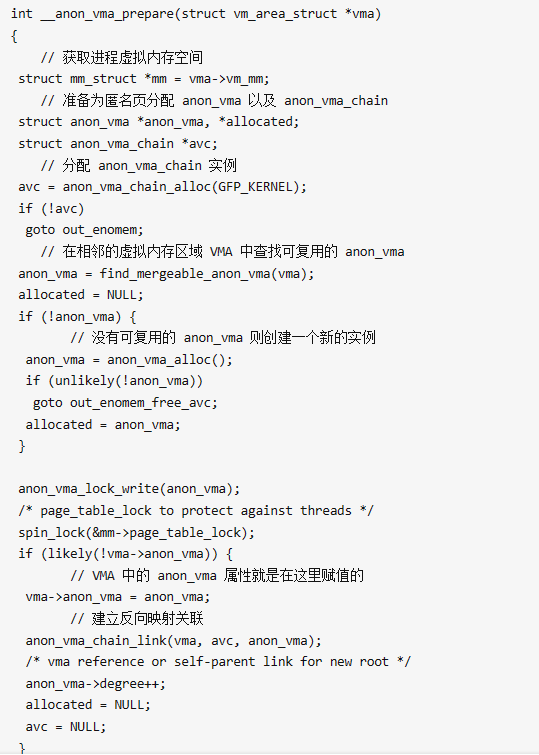 int __anon_vma_prepare(struct vm_area_struct *vma)
{
// 获取进程虚拟内存空间
struct mm_struct *mm = vma->vm_mm;
// 准备为匿名页分配 anon_vma 以及 anon_vma_chain
struct anon_vma *anon_vma, *allocated;
struct anon_vma_chain *avc;
// 分配 anon_vma_chain 实例
avc = anon_vma_chain_alloc(GFP_KERNEL);
if (!avc)
goto out_enomem;
// 在相邻的虚拟内存区域 VMA 中查找可复用的 anon_vma
anon_vma = find_mergeable_anon_vma(vma);
allocated = NULL;
if (!anon_vma) {
// 没有可复用的 anon_vma 则创建一个新的实例
anon_vma = anon_vma_alloc();
if (unlikely(!anon_vma))
goto out_enomem_free_avc;
allocated = anon_vma;
}
anon_vma_lock_write(anon_vma);
/* page_table_lock to protect against threads */
spin_lock(&mm->page_table_lock);
if (likely(!vma->anon_vma)) {
// VMA 中的 anon_vma 属性就是在这里赋值的
vma->anon_vma = anon_vma;
// 建立反向映射关联
anon_vma_chain_link(vma, avc, anon_vma);
/* vma reference or self-parent link for new root */
anon_vma->degree++;
allocated = NULL;
avc = NULL;
}